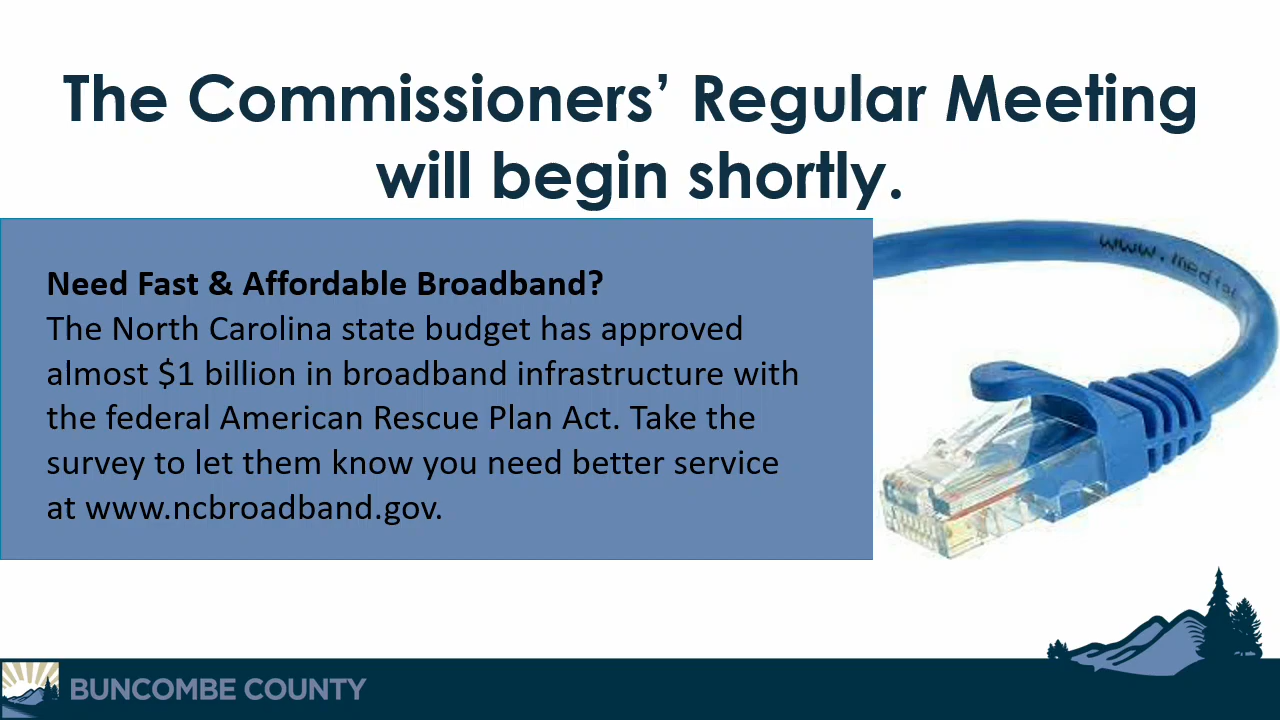 The Commissioners’ Regular Meeting
will begin shortly.
Need Fast & Affordable Broadband?
The North Carolina state budget has approved
almost $1 billion in broadband infrastructure with
the federal American Rescue Plan Act. Take the
survey to let them know you need better service
at www.ncbroadband.gov.
www.
BUNCOMBE COUNTY